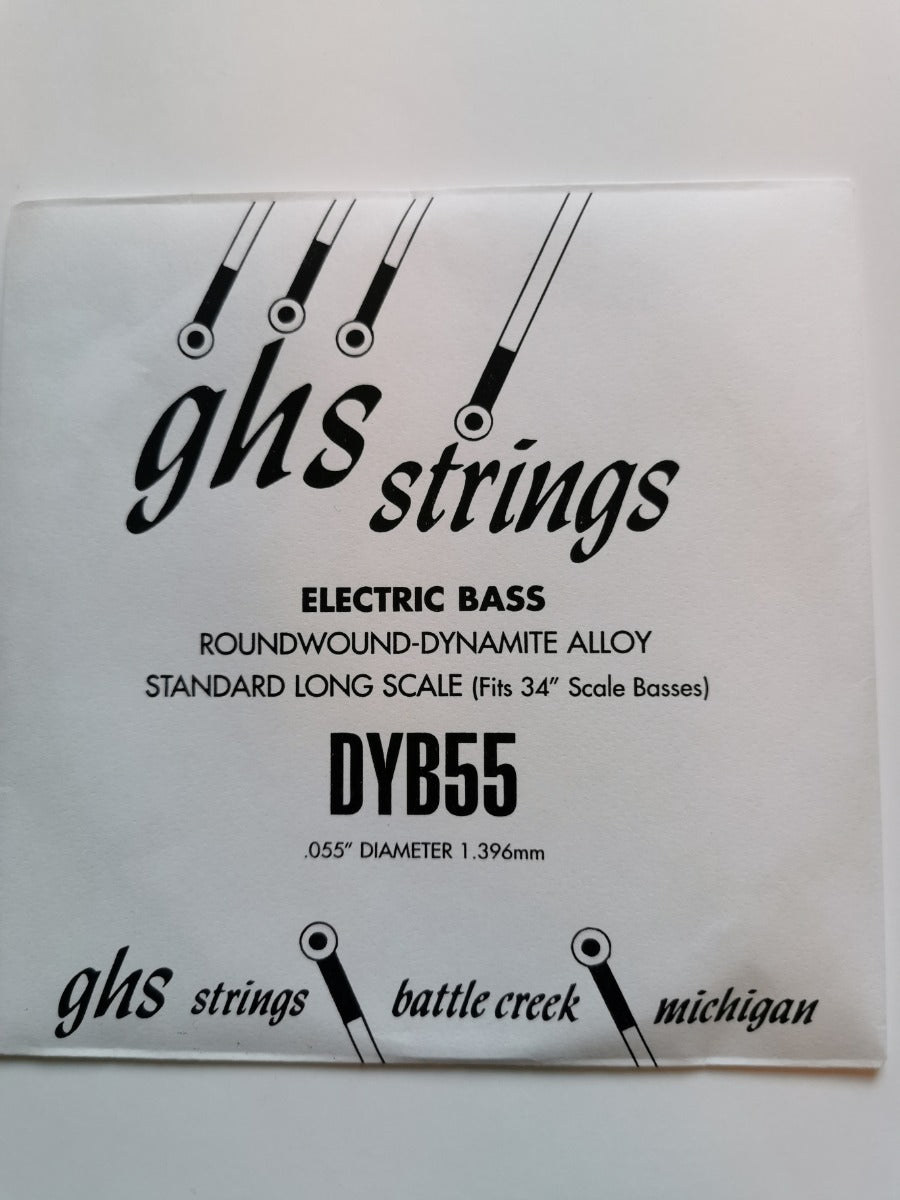 ghs strings
ELECTRIC BASS
ROUNDWOUND-DYNAMITE ALLOY
STANDARD LONG SCALE (Fits 34" Scale Basses)
DYB55
.055" DIAMETER 1.396mm
ghs strings battle creek michigan